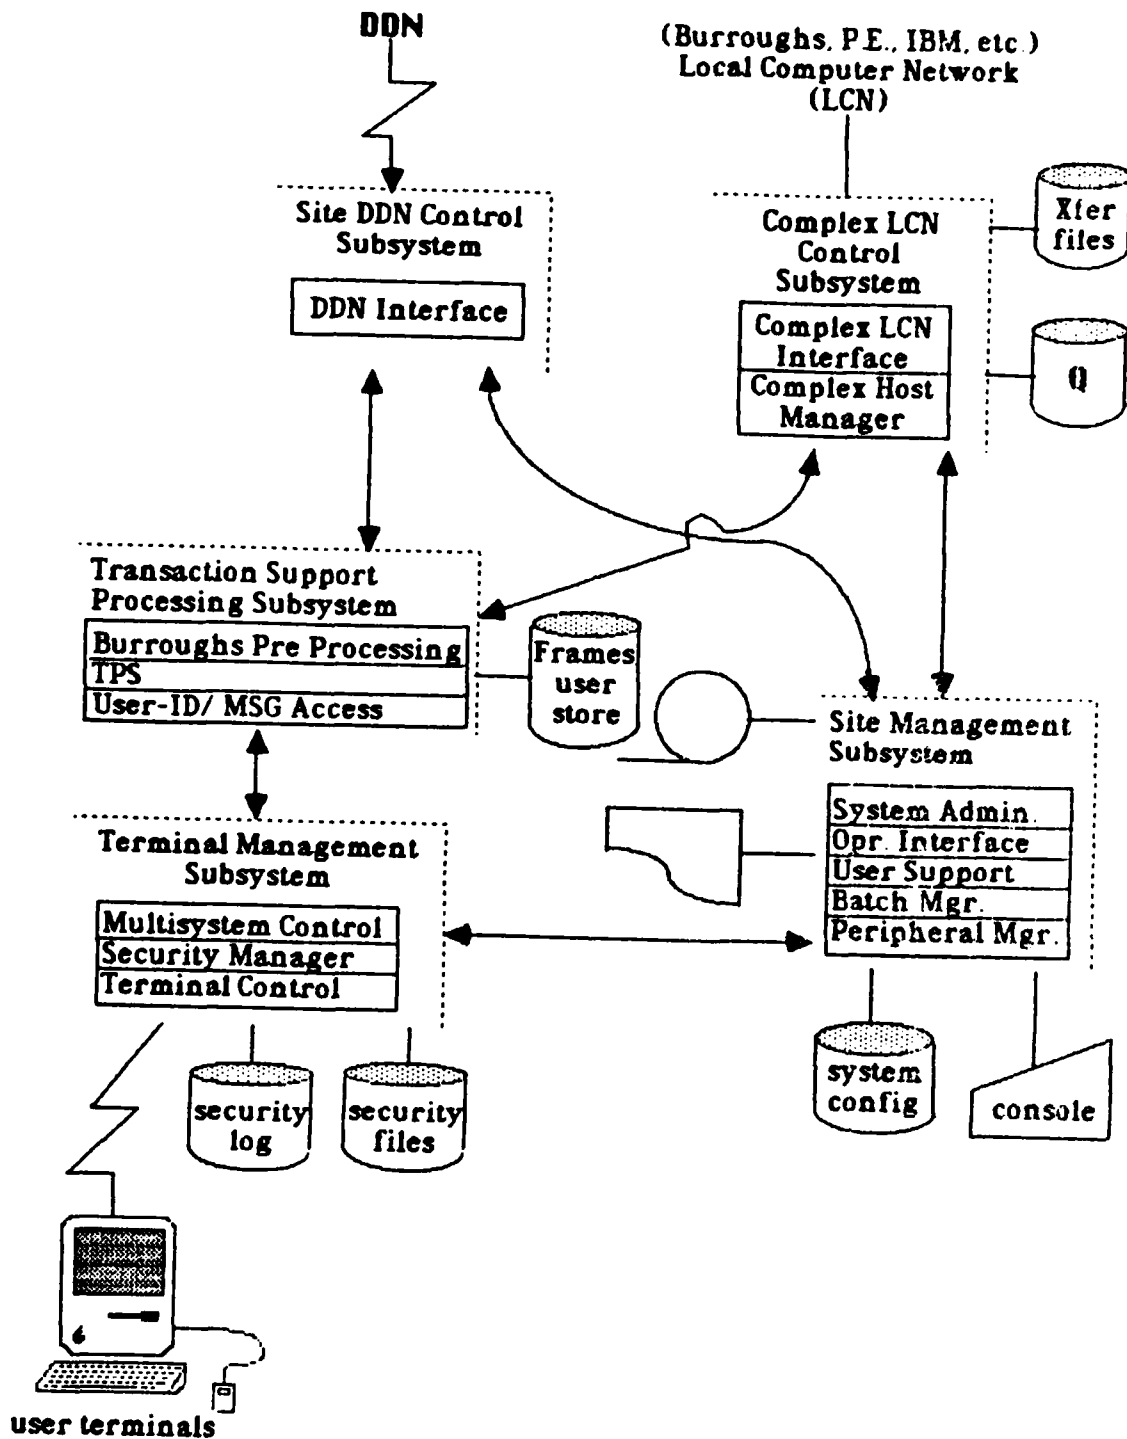 DDN
(Burroughs, P.E., IBM, etc.)
Local Computer Network
(LCN)
Site DDN Control
Subsystem
DDN Interface
Complex LCN
Control
Subsystem
Complex LCN
Interface
Complex Host
Manager
Xfer
files
Q
Transaction Support
Processing Subsystem
Burroughs Pre Processing
TPS
User-ID/ MSG Access
Frames
user
store
Site Management
Subsystem
System Admin.
Opr. Interface
User Support
Batch Mgr.
Peripheral Mgr.
Terminal Management
Subsystem
Multisystem Control
Security Manager
Terminal Control
security
log
security
files
system
config
console
user terminals